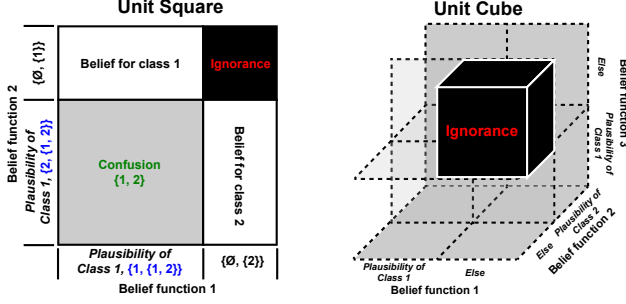 Unit Square
Belief for class 1
Ignorance
Confusion
{1, 2}
Belief for class 2
Belief function 2
{Ø, {1}}
Plausibility of
Class 1, {2, {1, 2}}
Plausibility of
Class 1, {1, {1, 2}}
{Ø, {2}}
Belief function 1
Unit Cube
Ignorance
Else
Plausibility of
Class 1
Belief function 3
Plausibility of
Class 1
Else
Belief function 1
Else
Plausibility of
Class 2
Belief function 2